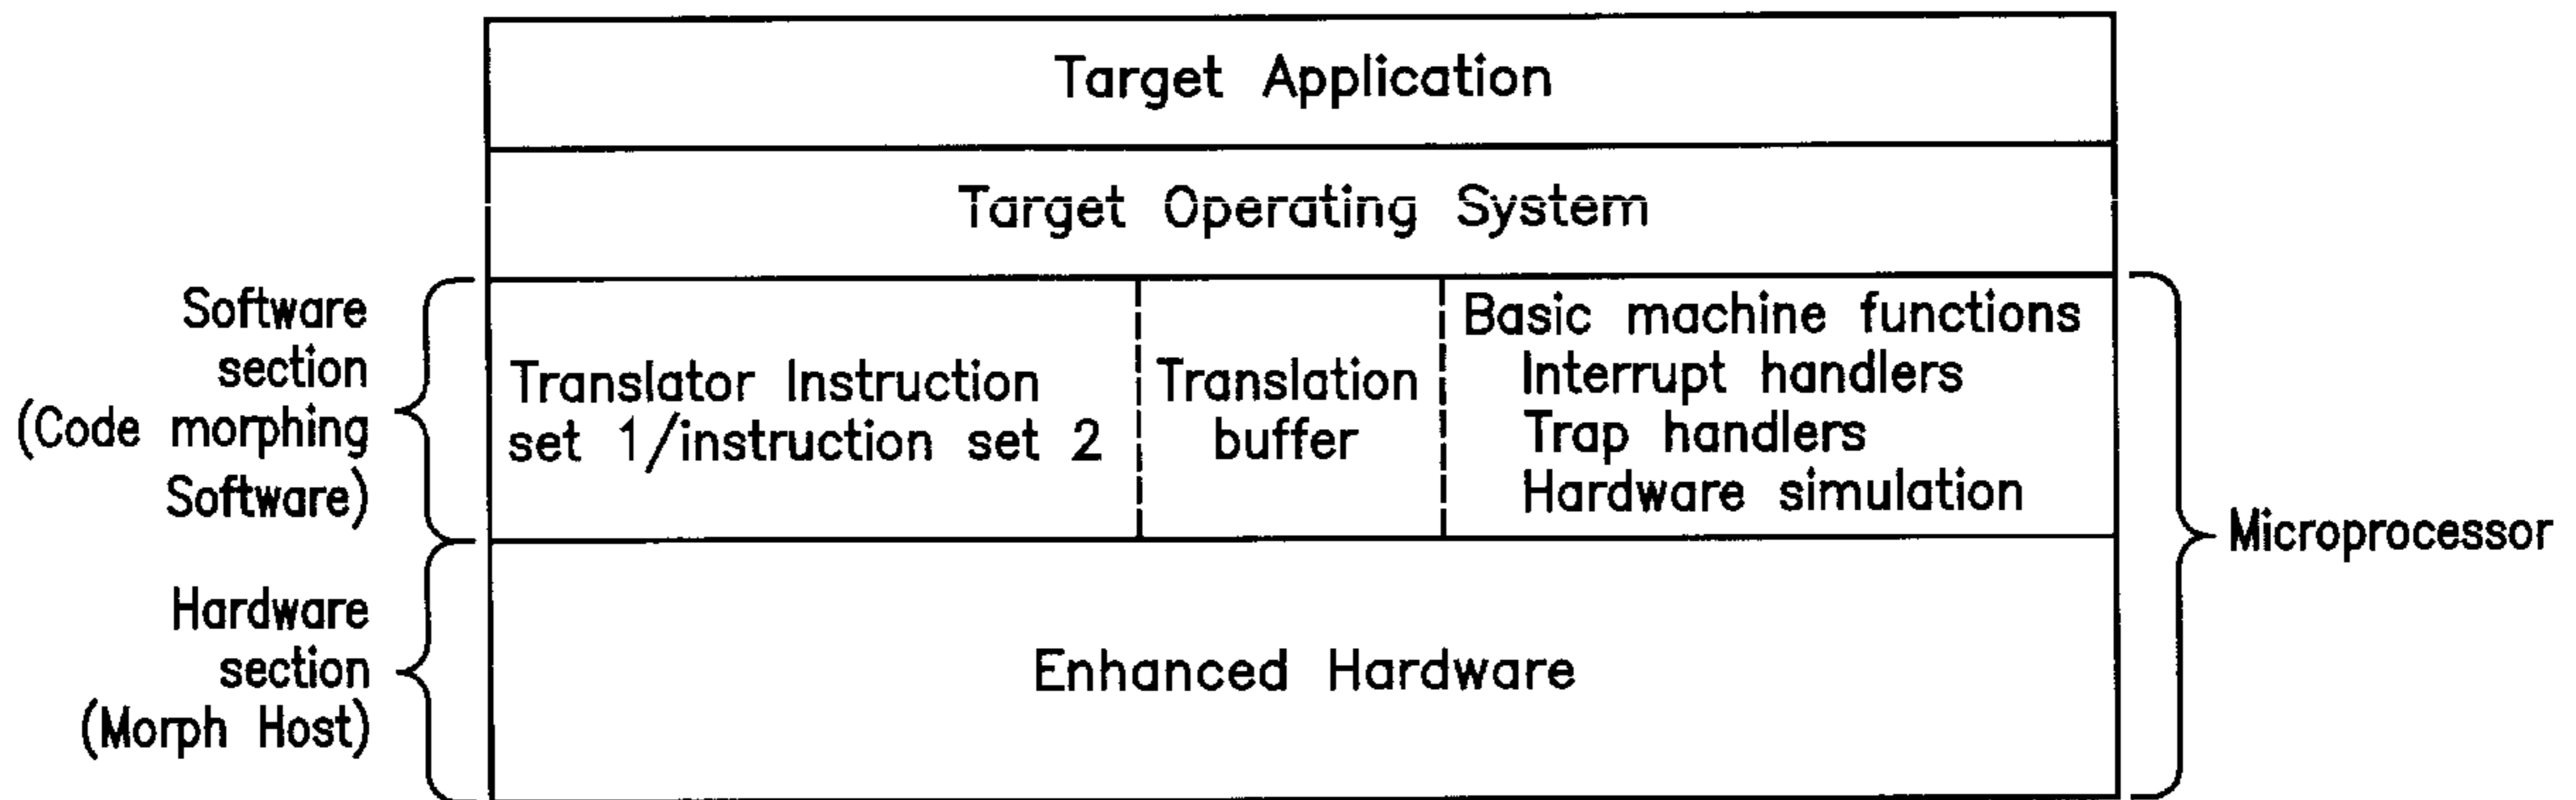 Target Application
Target Operating System
Software
section
(Code morphing
Software)
Translator Instruction
set 1/instruction set 2
Translation
buffer
Basic machine functions
Interrupt handlers
Trap handlers
Hardware simulation
Microprocessor
Hardware
section
(Morph Host)
Enhanced Hardware